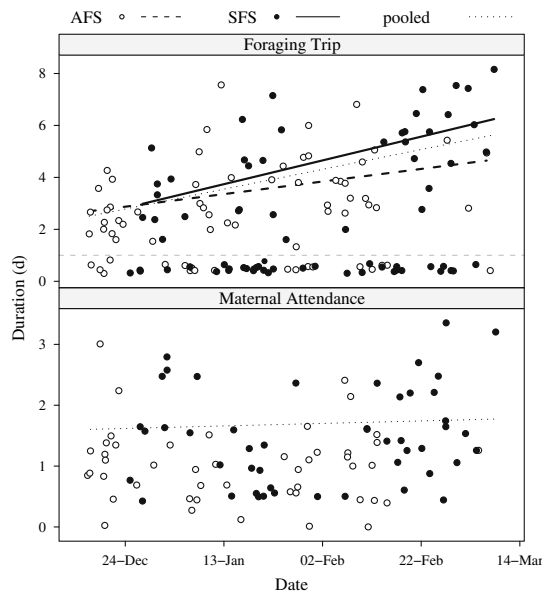 AFS SFS pooled
Foraging Trip
8
6
4
2
0
Maternal Attendance
3
2
1
0
Duration (d)
24−Dec 13−Jan 02−Feb 22−Feb 14−Mar
Date